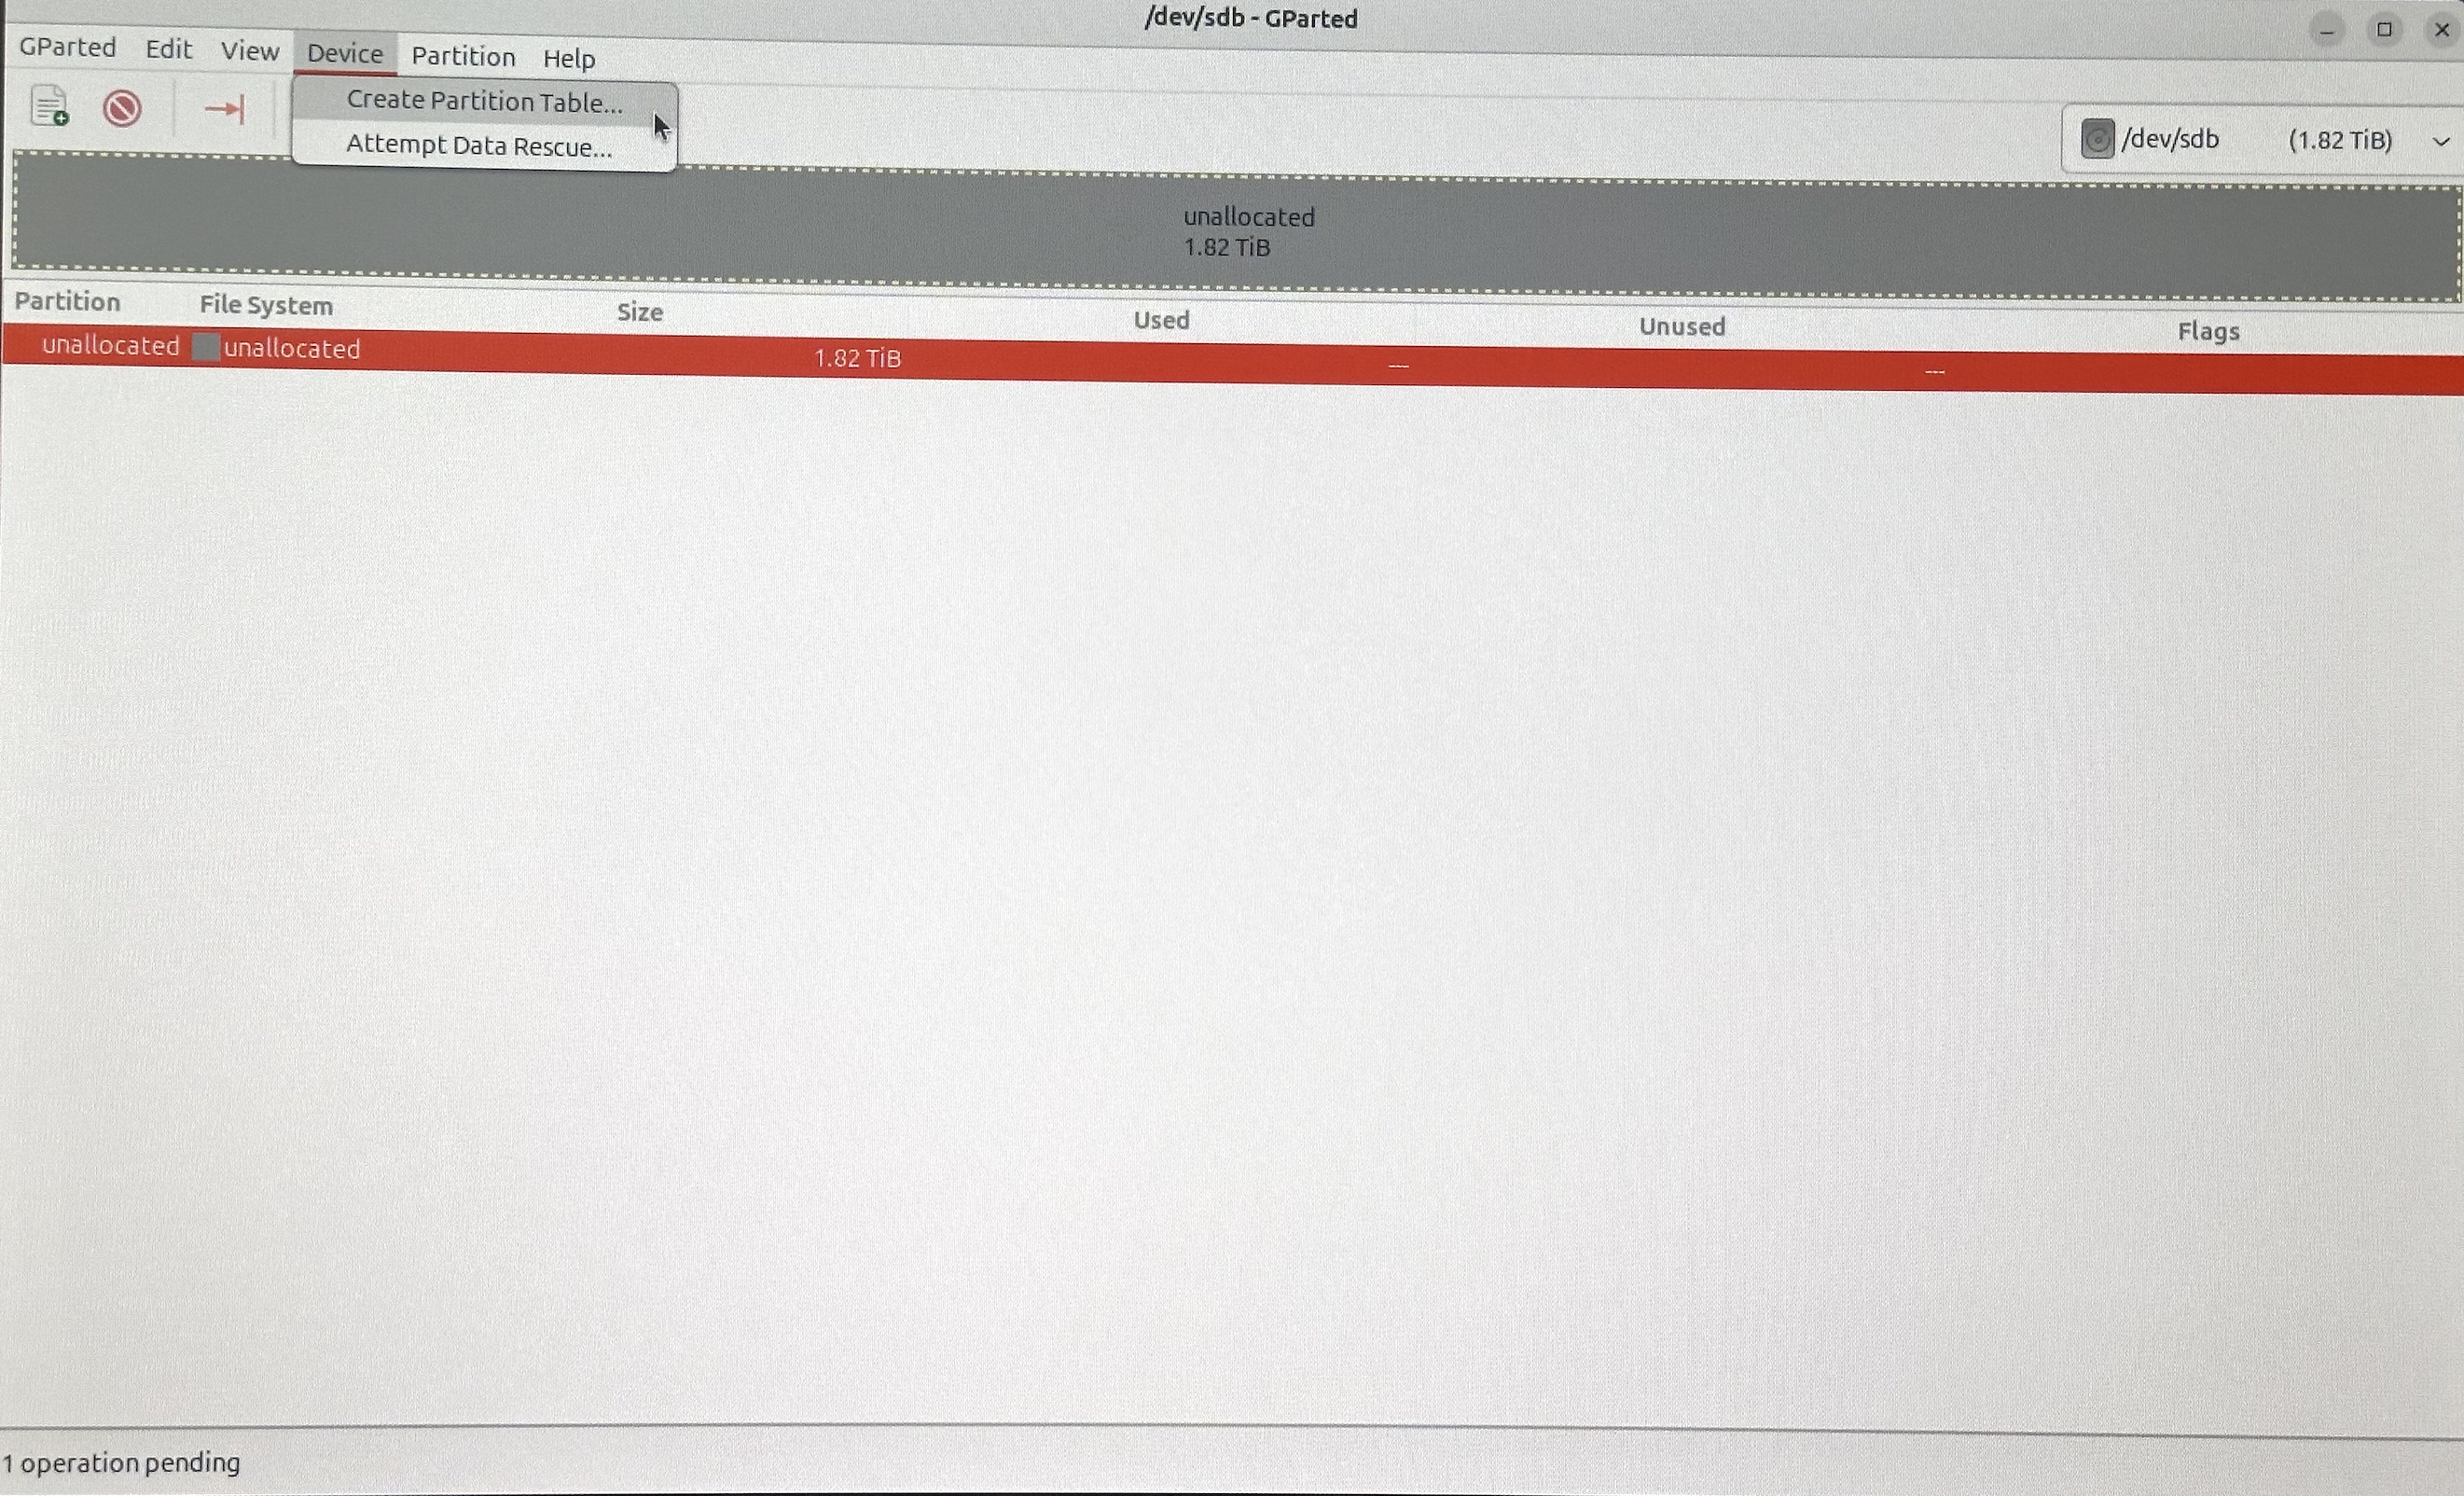 /dev/sdb - GParted
GParted Edit View Device Partition Help
Create Partition Table...
Attempt Data Rescue...
/dev/sdb (1.82 TiB)
unallocated
1.82 TiB
Partition File System Size Used Unused Flags
unallocated unallocated 1.82 TiB --- ---
1 operation pending